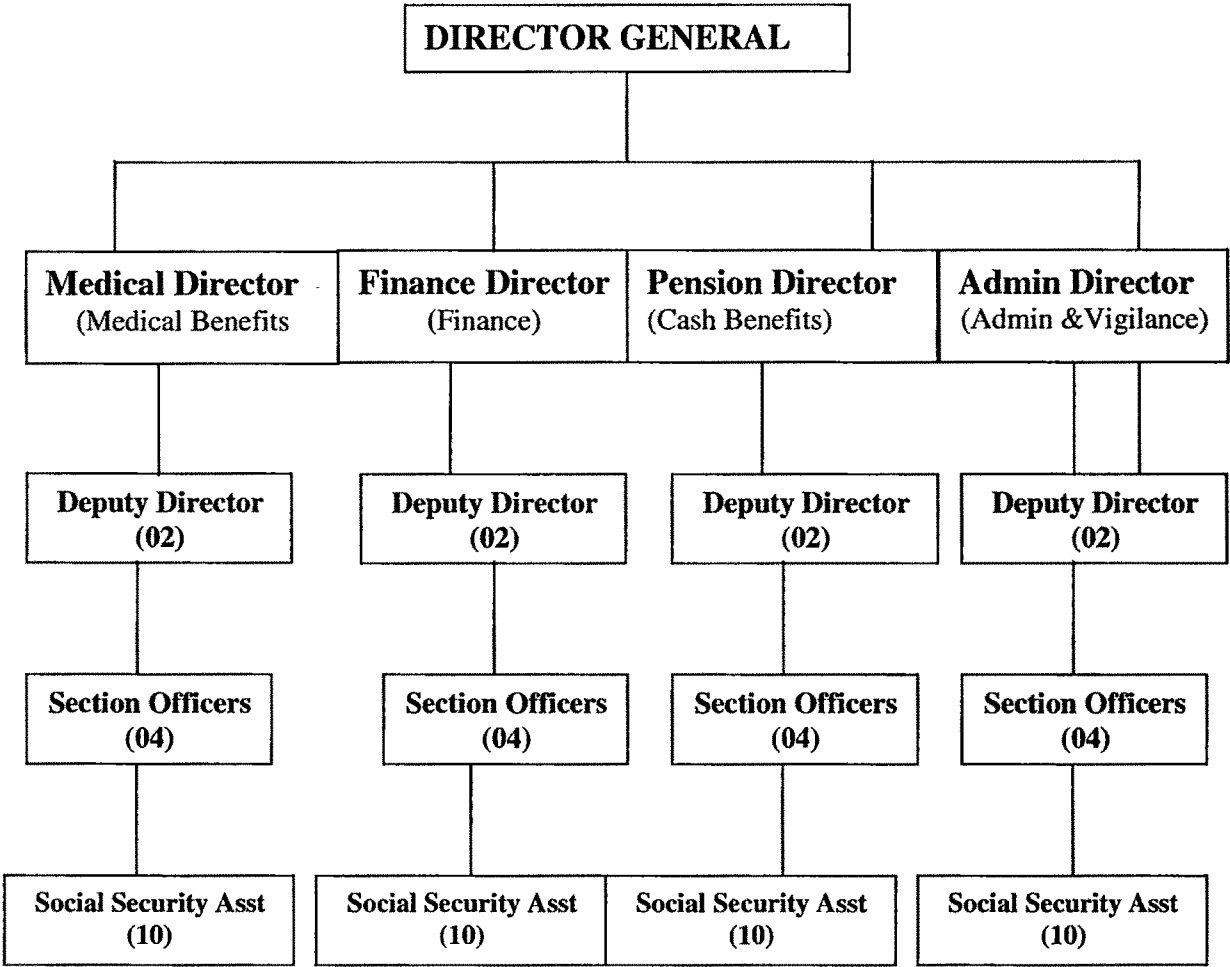 DIRECTOR GENERAL
Medical Director
(Medical Benefits
Finance Director
(Finance)
Pension Director
(Cash Benefits)
Admin Director
(Admin &Vigilance)
Deputy Director
(02)
Deputy Director
(02)
Deputy Director
(02)
Deputy Director
(02)
Section Officers
(04)
Section Officers
(04)
Section Officers
(04)
Section Officers
(04)
Social Security Asst
(10)
Social Security Asst
(10)
Social Security Asst
(10)
Social Security Asst
(10)